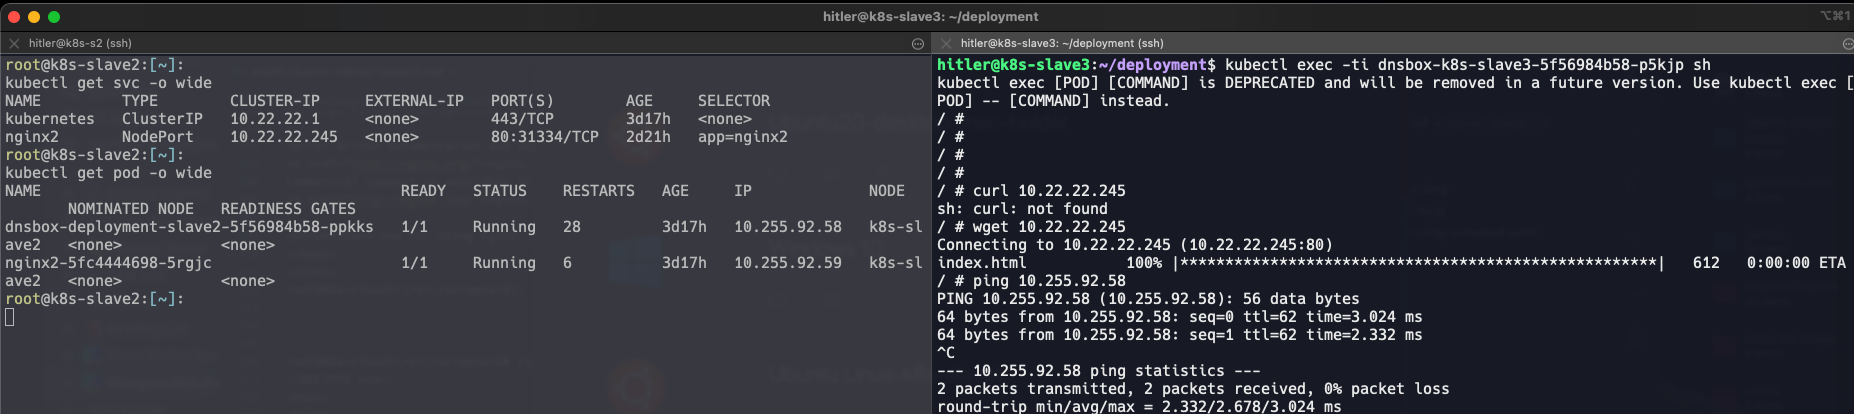 hitler@k8s-slave3: ~/deployment
⌥⌘1
hitler@k8s-s2 (ssh)
root@k8s-slave2:[~]:
kubectl get svc -o wide
NAME TYPE CLUSTER-IP EXTERNAL-IP PORT(S) AGE SELECTOR
kubernetes ClusterIP 10.22.22.1 <none> 443/TCP 3d17h <none>
nginx2 NodePort 10.22.22.245 <none> 80:31334/TCP 2d21h app=nginx2
root@k8s-slave2:[~]:
kubectl get pod -o wide
NAME READY STATUS RESTARTS AGE IP NODE
NOMINATED NODE READINESS GATES
dnsbox-deployment-slave2-5f56984b58-ppkks 1/1 Running 28 3d17h 10.255.92.58 k8s-sl
ave2 <none> <none>
nginx2-5fc4444698-5rgjc 1/1 Running 6 3d17h 10.255.92.59 k8s-sl
ave2 <none> <none>
root@k8s-slave2:[~]:
hitler@k8s-slave3: ~/deployment (ssh)
hitler@k8s-slave3:~/deployment$ kubectl exec -ti dnsbox-k8s-slave3-5f56984b58-p5kjp sh
kubectl exec [POD] [COMMAND] is DEPRECATED and will be removed in a future version. Use kubectl exec [
POD] -- [COMMAND] instead.
/ #
/ #
/ #
/ #
/ # curl 10.22.22.245
sh: curl: not found
/ # wget 10.22.22.245
Connecting to 10.22.22.245 (10.22.22.245:80)
index.html 100% |*****************************************************| 612 0:00:00 ETA
/ # ping 10.255.92.58
PING 10.255.92.58 (10.255.92.58): 56 data bytes
64 bytes from 10.255.92.58: seq=0 ttl=62 time=3.024 ms
64 bytes from 10.255.92.58: seq=1 ttl=62 time=2.332 ms
^C
--- 10.255.92.58 ping statistics ---
2 packets transmitted, 2 packets received, 0% packet loss
round-trip min/avg/max = 2.332/2.678/3.024 ms